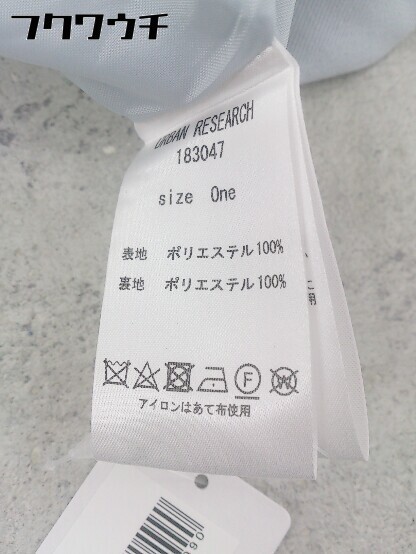 フクワウチ
URBAN RESEARCH
183047
size One
表地 ポリエステル100%
裏地 ポリエステル100%
F
W
アイロンはあて布使用